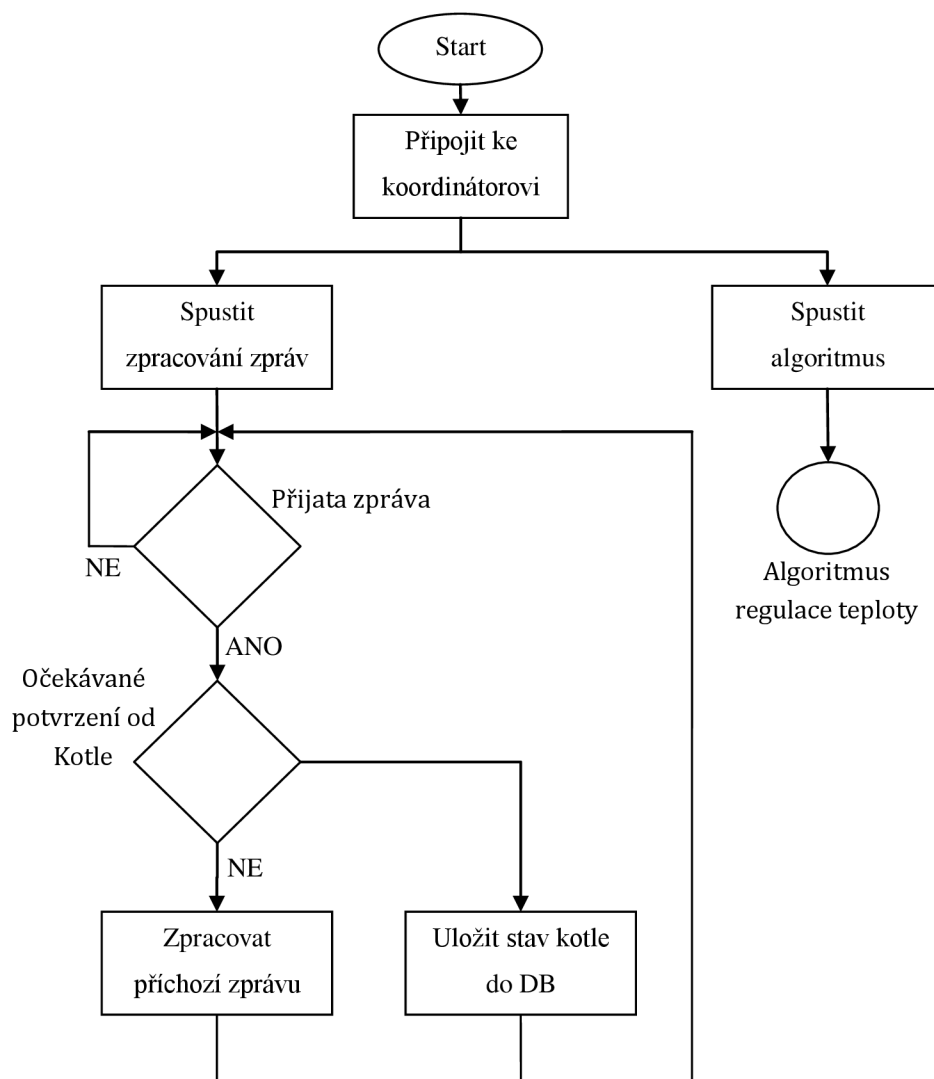 Start
Připojit ke
koordinátorovi
Spustit
zpracování zpráv
Spustit
algoritmus
Přijata zpráva
NE
Algoritmus
regulace teploty
ANO
Očekávané
potvrzení od
Kotle
NE
Zpracovat
příchozí zprávu
Uložit stav kotle
do DB